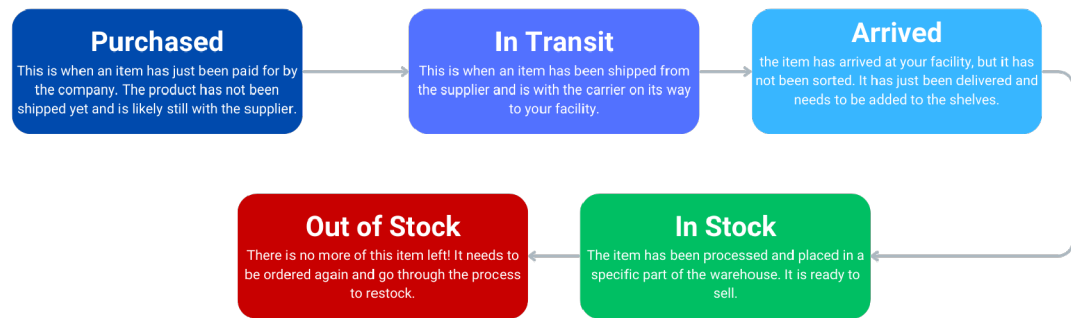 Purchased
This is when an item has just been paid for by
the company. The product has not been
shipped yet and is likely still with the supplier.
In Transit
This is when an item has been shipped from
the supplier and is with the carrier on its way
to your facility.
Arrived
the item has arrived at your facility, but it has
not been sorted. It has just been delivered and
needs to be added to the shelves.
In Stock
The item has been processed and placed in a
specific part of the warehouse. It is ready to
sell.
Out of Stock
There is no more of this item left! It needs to
be ordered again and go through the process
to restock.